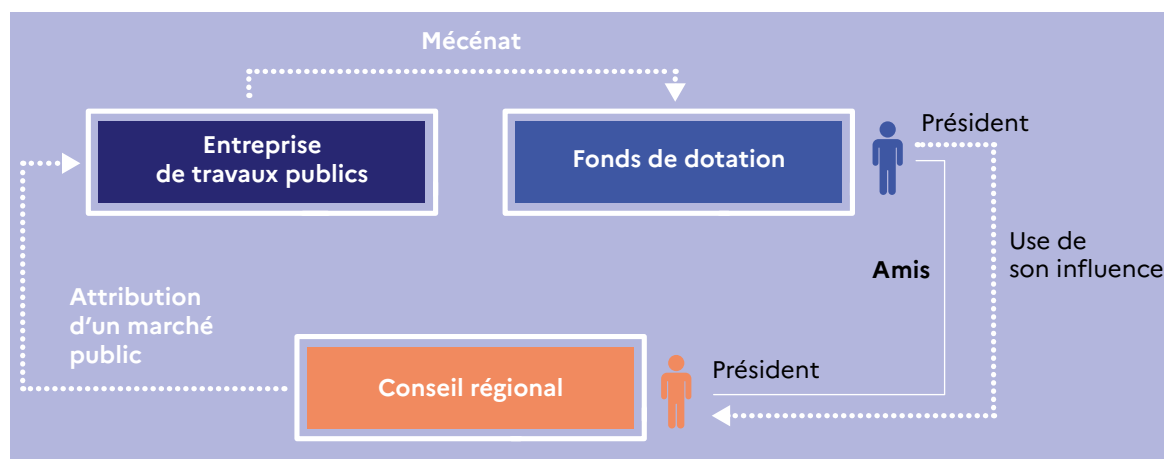 Mécénat
Entreprise
de travaux publics
Fonds de dotation
Président
Use de
son influence
Amis
Attribution
d'un marché
public
Conseil régional
Président